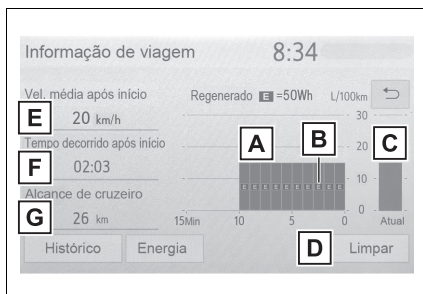 Informação de viagem 8:34
Vel. média após início
Regenerado E =50Wh L/100km
E 20 km/h
Tempo decorrido após início
F 02:03
Alcance de cruzeiro
G 26 km
A B C
30
20
10
0
E E E E E E E E E E
15Min 10 5 0 Atual
Histórico Energia D Limpar